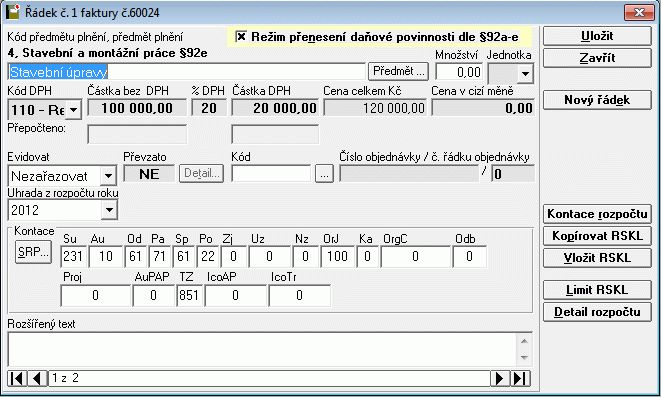 Řádek č. 1 faktury č.60024
Kód předmětu plnění, předmět plnění
Režim přenesení daňové povinnosti dle §92a-e
4, Stavební a montážní práce §92e
Množství Jednotka
Stavební úpravy Předmět ... 0,00
Kód DPH Částka bez DPH % DPH Částka DPH Cena celkem Kč Cena v cizí měně
110 - Re 100 000,00 20 20 000,00 120 000,00 0,00
Přepočteno:
Evidovat Převzato Kód Číslo objednávky / č. řádku objednávky
Nezařazovat NE Detail... ... / 0
Úhrada z rozpočtu roku
2012
Kontace
Su Au Od Pa Sp Po Zj Uz Nz OrJ Ka OrgC Odb
SRP... 231 10 61 71 61 22 0 0 0 100 0 0 0
Proj AuPAP TZ IcoAP IcoTr
0 0 851 0 0
Rozšířený text
1 z 2
Uložit
Zavřít
Nový řádek
Kontace rozpočtu
Kopírovat RSKL
Vložit RSKL
Limit RSKL
Detail rozpočtu